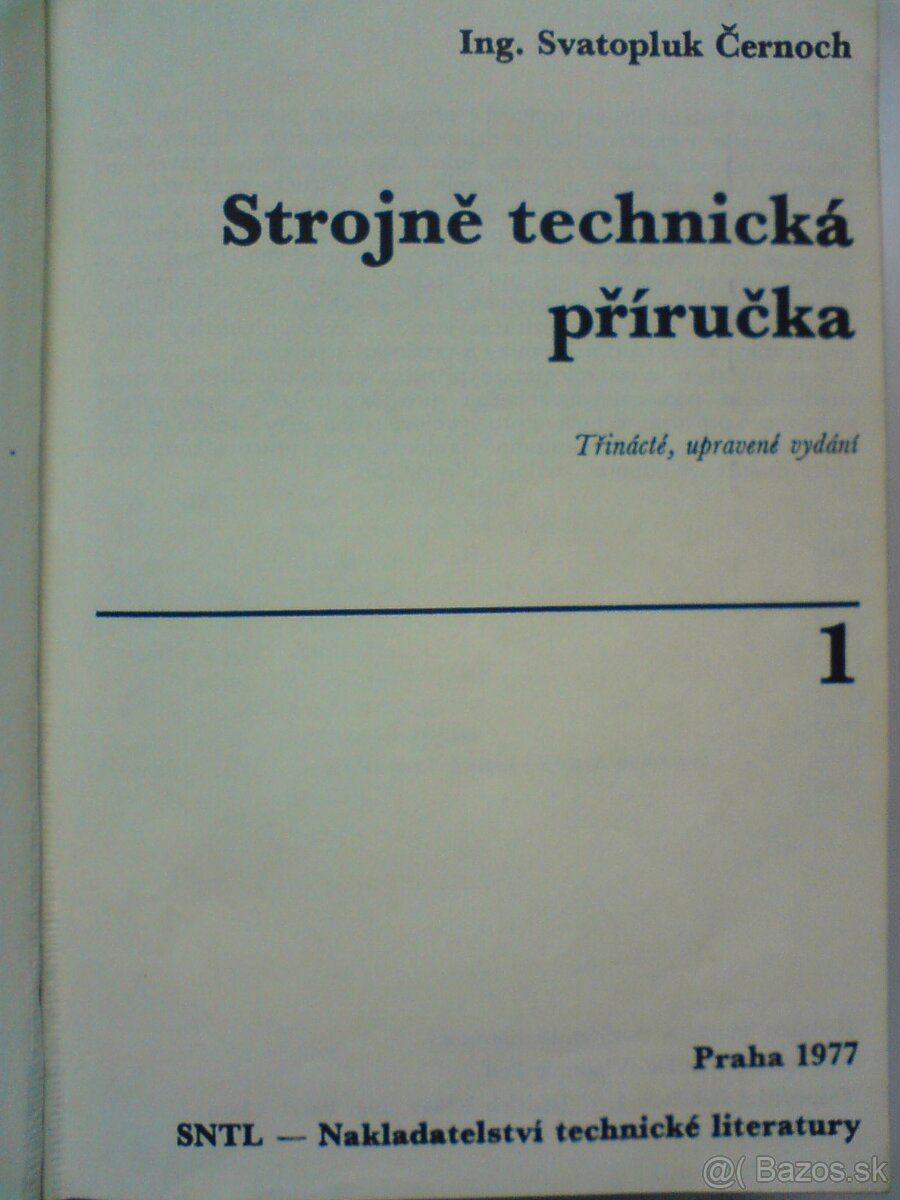 Ing. Svatopluk Černoch
Strojně technická
příručka
Třinácté, upravené vydání
1
Praha 1977
SNTL — Nakladatelství technické literatury
@( Bazos.sk